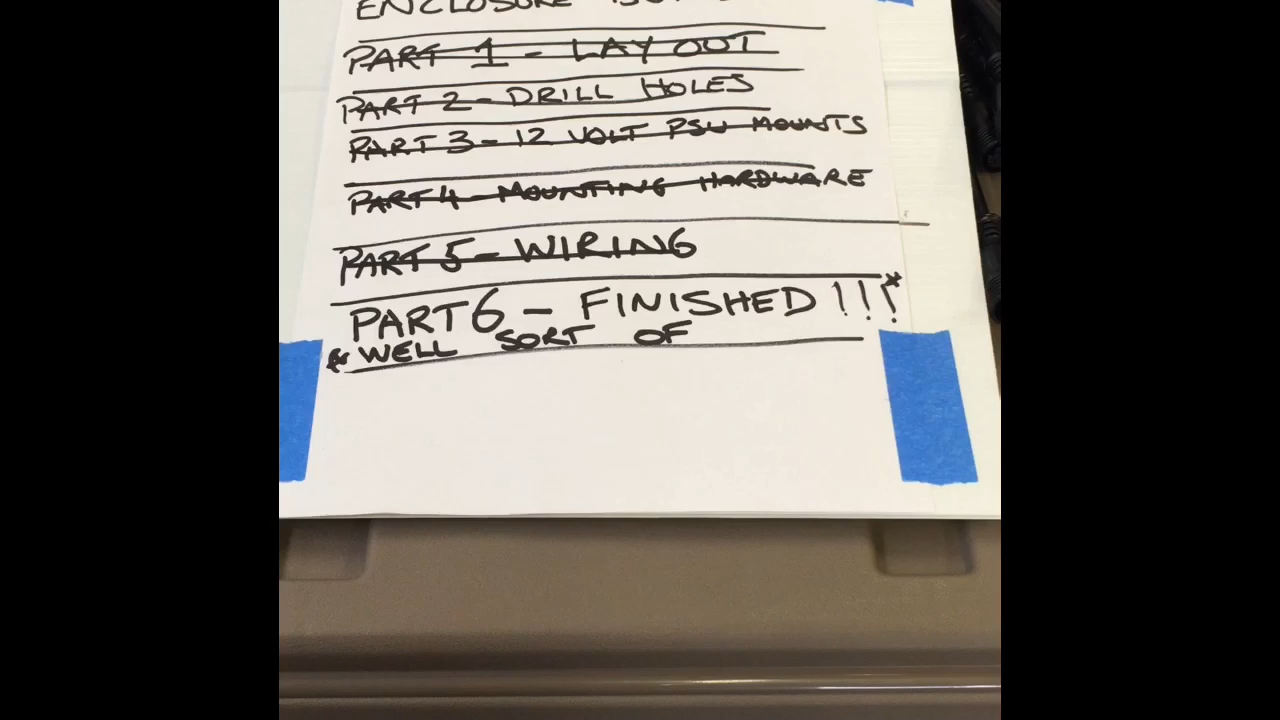 ENCLOSURE
PART 1 - LAY OUT
PART 2 - DRILL HOLES
PART 3 - 12 VOLT PSU MOUNTS
PART 4 - MOUNTING HARDWARE
PART 5 - WIRING
PART 6 - FINISHED !!!*
* WELL SORT OF